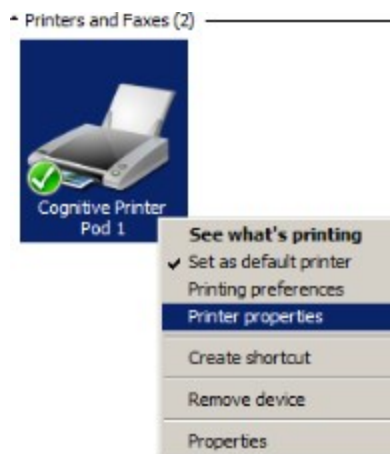 Printers and Faxes (2)
Cognitive Printer
Pod 1
See what's printing
Set as default printer
Printing preferences
Printer properties
Create shortcut
Remove device
Properties